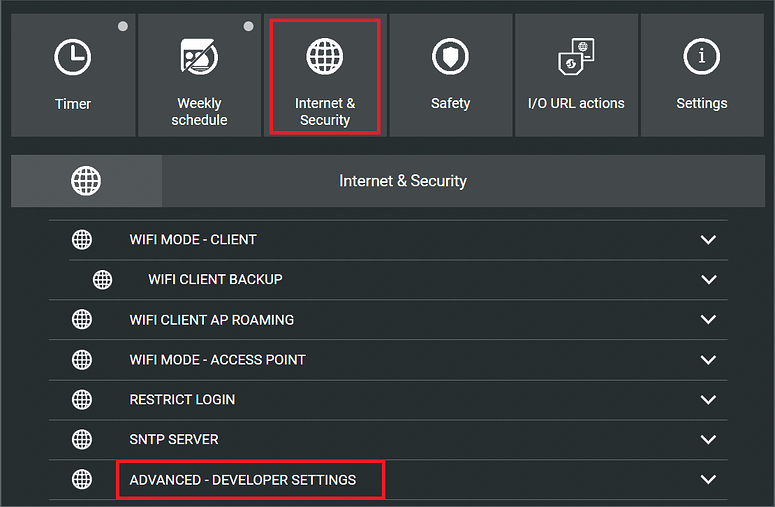 Timer
Weekly
schedule
Internet &
Security
Safety
I/O URL actions
Settings
Internet & Security
WIFI MODE - CLIENT
WIFI CLIENT BACKUP
WIFI CLIENT AP ROAMING
WIFI MODE - ACCESS POINT
RESTRICT LOGIN
SNTP SERVER
ADVANCED - DEVELOPER SETTINGS